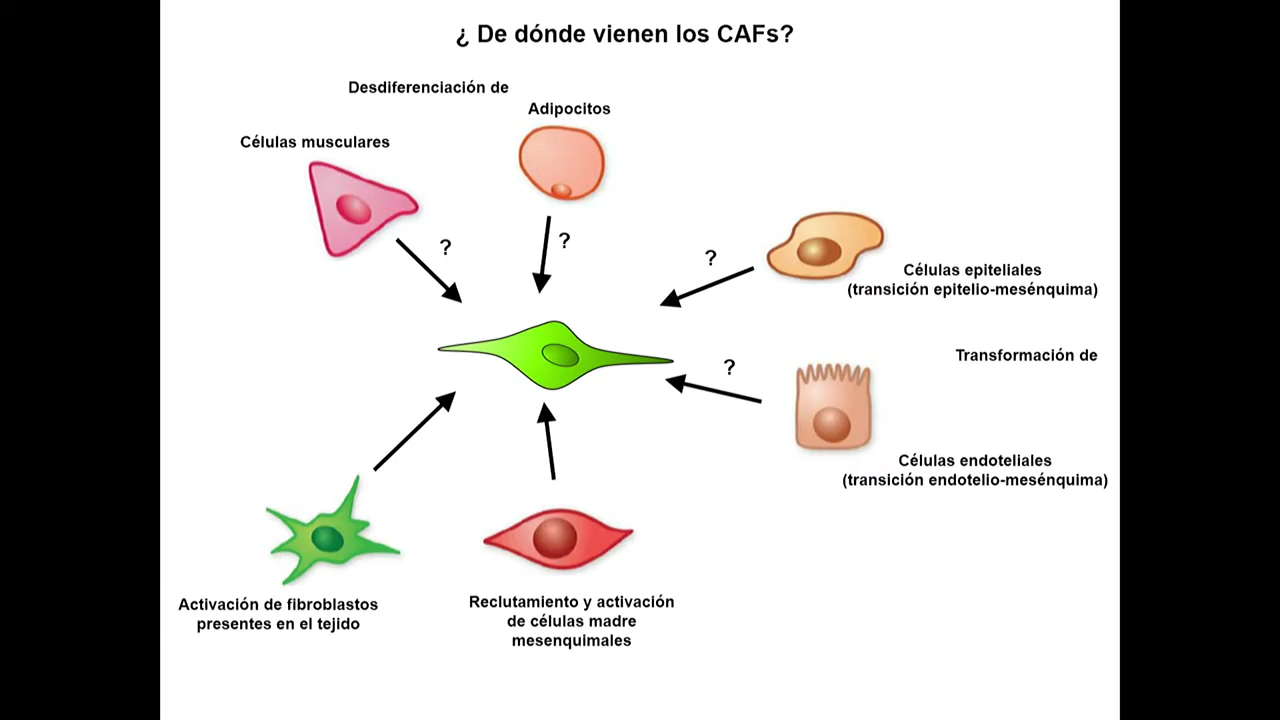 ¿ De dónde vienen los CAFs?
Desdiferenciación de
Adipocitos
Células musculares
?
?
?
Células epiteliales
(transición epitelio-mesénquima)
Transformación de
?
Células endoteliales
(transición endotelio-mesénquima)
Activación de fibroblastos
presentes en el tejido
Reclutamiento y activación
de células madre
mesenquimales